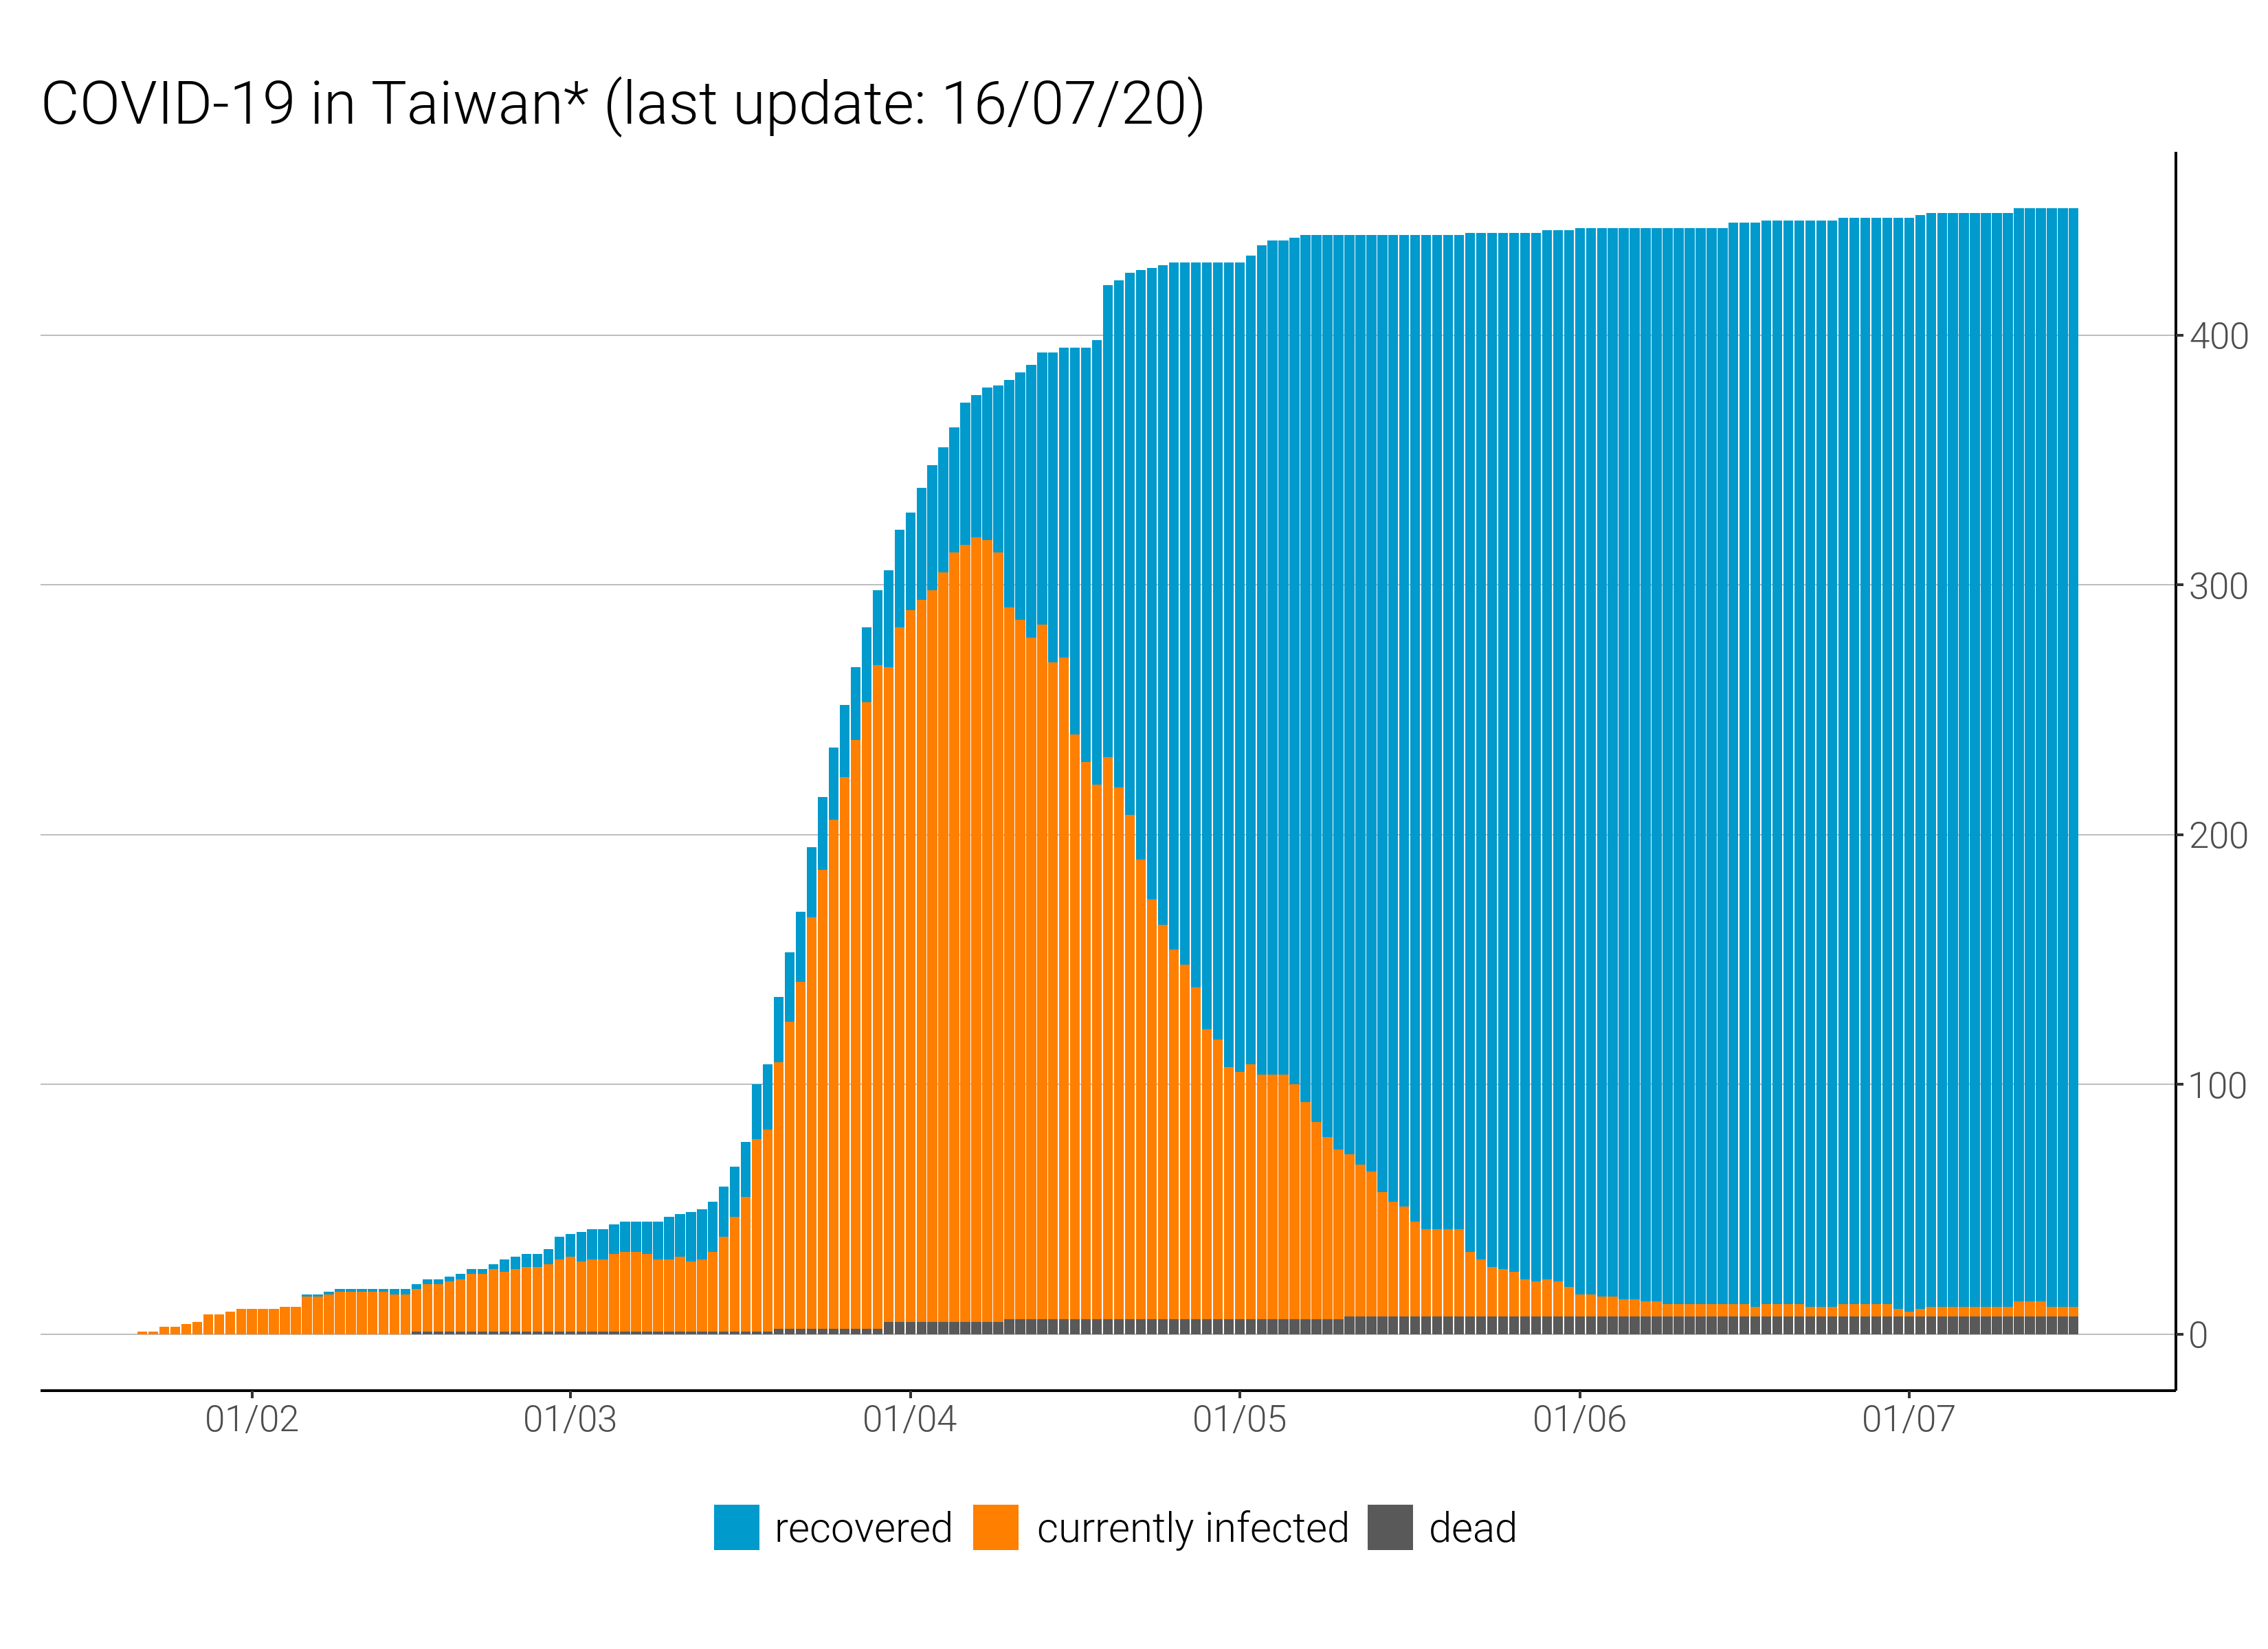 COVID-19 in Taiwan* (last update: 16/07/20)
400
300
200
100
0
01/02 01/03 01/04 01/05 01/06 01/07
recovered currently infected dead